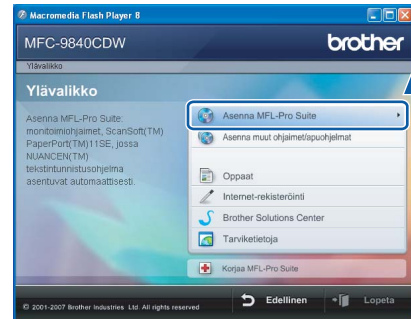 Macromedia Flash Player 8
MFC-9840CDW
brother
Ylävalikko
Ylävalikko
Asenna MFL-Pro Suite:
monitoimiohjaimet, ScanSoft(TM)
PaperPort(TM)11SE, jossa
NUANCEN(TM)
tekstintunnistusohjelma
asentuvat automaattisesti.
Asenna MFL-Pro Suite
Asenna muut ohjaimet/apuohjelmat
Oppaat
Internet-rekisteröinti
Brother Solutions Center
Tarviketietoja
Korjaa MFL-Pro Suite
© 2001-2007 Brother Industries Ltd. All rights reserved
Edellinen
Lopeta